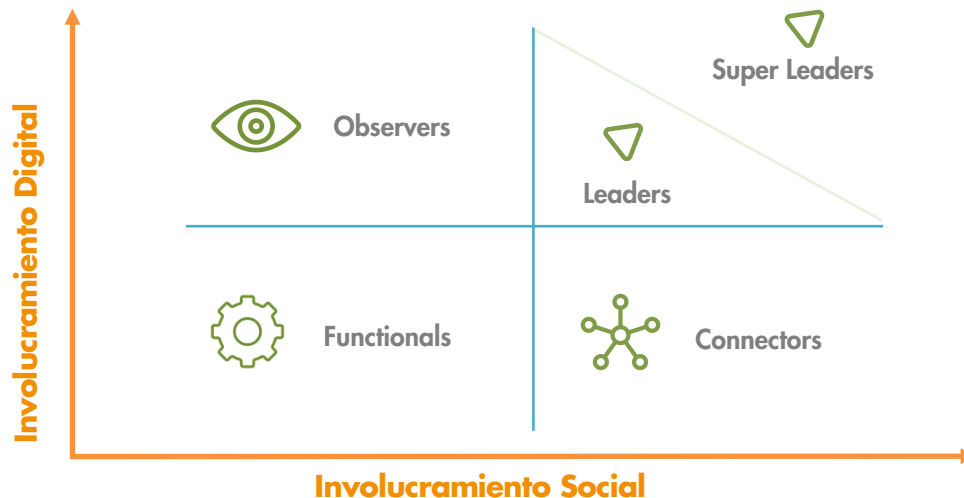 Super Leaders
Observers
Leaders
Functionals
Connectors
Involucramiento Digital
Involucramiento Social